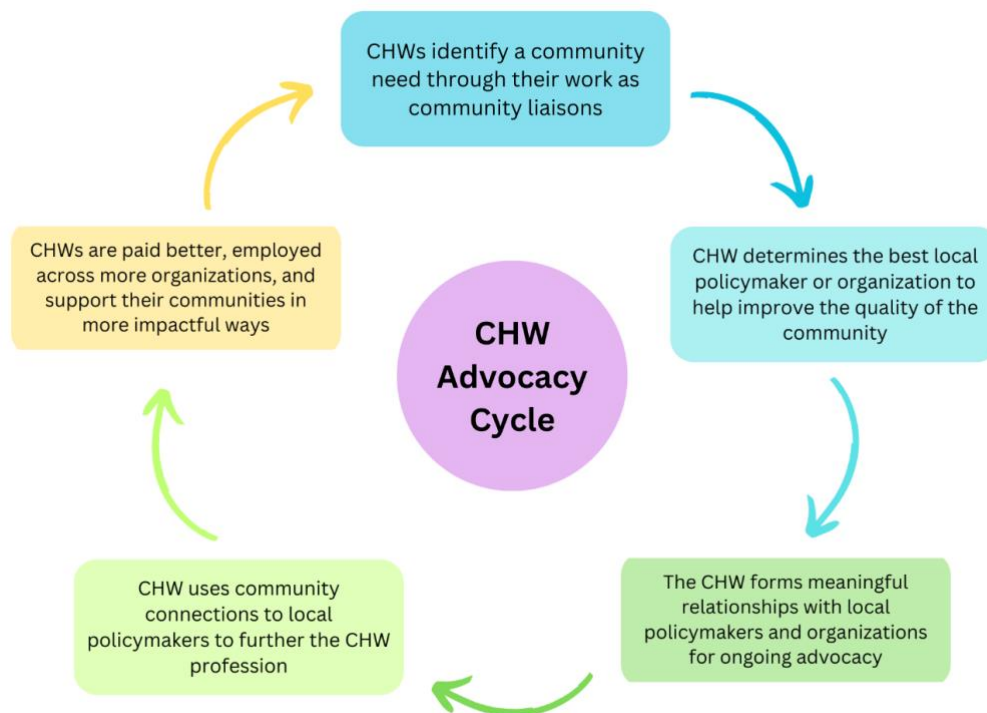 CHWs identify a community
need through their work as
community liaisons
CHW determines the best local
policymaker or organization to
help improve the quality of the
community
The CHW forms meaningful
relationships with local
policymakers and organizations
for ongoing advocacy
CHW uses community
connections to local
policymakers to further the CHW
profession
CHWs are paid better, employed
across more organizations, and
support their communities in
more impactful ways
CHW
Advocacy
Cycle